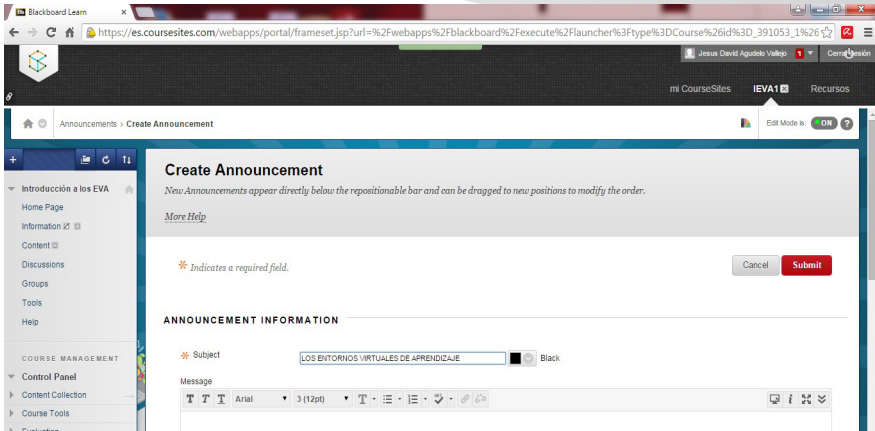 Blackboard Learn
https://es.coursesites.com/webapps/portal/frameset.jsp?url=%2Fwebapps%2Fblackboard%2Fexecute%2Flauncher%3Ftype%3DCourse%26id%3D_391053_1%26
Jesus David Agudelo Vallejo 1
Cerrar sesión
mi CourseSites IEVA1 Recursos
Announcements > Create Announcement
Edit Mode is: ON ?
Create Announcement
New Announcements appear directly below the repositionable bar and can be dragged to new positions to modify the order.
More Help
Introducción a los EVA
Home Page
Information
Content
Discussions
Groups
Tools
Help
COURSE MANAGEMENT
Control Panel
Content Collection
Course Tools
Evaluation
* Indicates a required field.
Cancel Submit
ANNOUNCEMENT INFORMATION
* Subject LOS ENTORNOS VIRTUALES DE APRENDIZAJE Black
Message
T T T Arial 3 (12pt) T